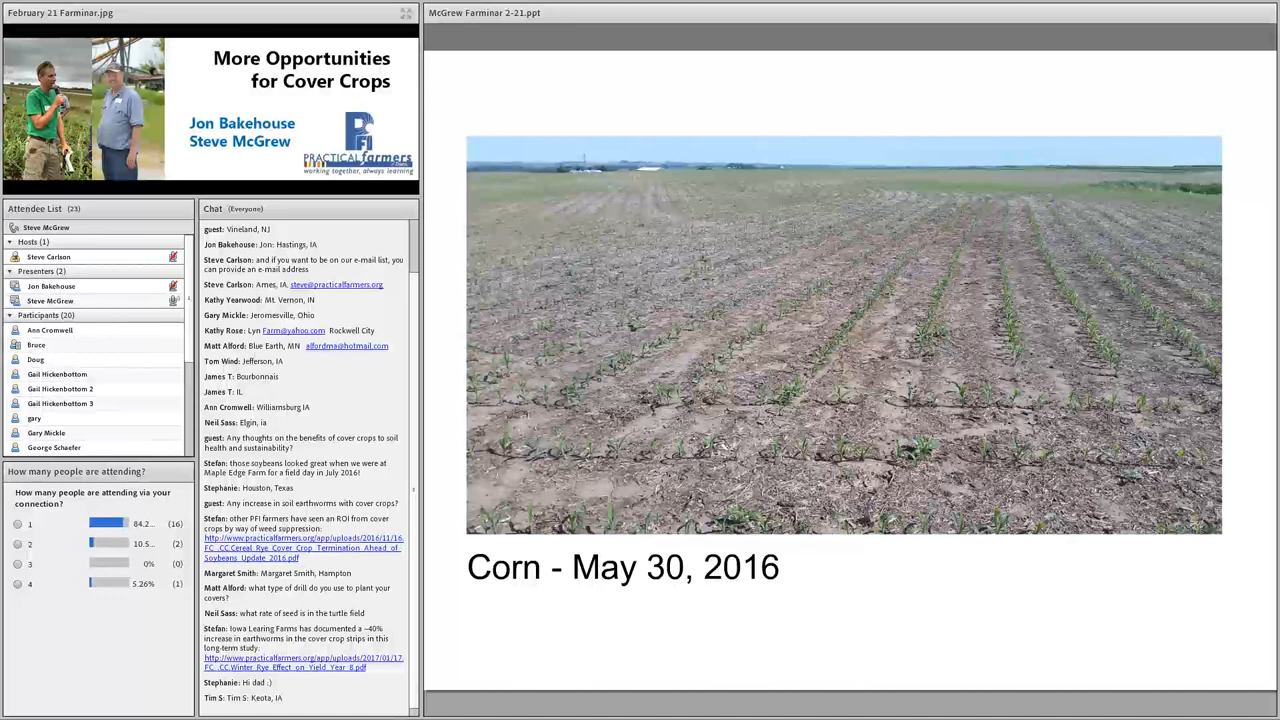 February 21 Farminar.jpg
More Opportunities
for Cover Crops
Jon Bakehouse
Steve McGrew
PFI
PRACTICAL farmers
working together, always learning
Attendee List (23)
Steve McGrew
Hosts (1)
Steve Carlson
Presenters (2)
Jon Bakehouse
Steve McGrew
Participants (20)
Ann Cromwell
Bruce
Doug
Gail Hickenbottom
Gail Hickenbottom 2
Gail Hickenbottom 3
gary
Gary Mickle
George Schaefer
How many people are attending?
How many people are attending via your
connection?
1 84.2... (16)
2 10.5... (2)
3 0% (0)
4 5.26% (1)
Chat (Everyone)
guest: Vineland, NJ
Jon Bakehouse: Jon: Hastings, IA
Steve Carlson: and if you want to be on our e-mail list, you
can provide an e-mail address
Steve Carlson: Ames, IA. steve@practicalfarmers.org
Kathy Yearwood: Mt. Vernon, IN
Gary Mickle: Jeromesville, Ohio
Kathy Rose: Lyn Farm@yahoo.com Rockwell City
Matt Alford: Blue Earth, MN alfordma@hotmail.com
Tom Wind: Jefferson, IA
James T: Bourbonnais
James T: IL
Ann Cromwell: Williamsburg IA
Neil Sass: Elgin, ia
guest: Any thoughts on the benefits of cover crops to soil
health and sustainability?
Stefan: those soybeans looked great when we were at
Maple Edge Farm for a field day in July 2016!
Stephanie: Houston, Texas
guest: Any increase in soil earthworms with cover crops?
Stefan: other PFI farmers have seen an ROI from cover
crops by way of weed suppression:
http://www.practicalfarmers.org/app/uploads/2016/11/16.
FC_.CC.Cereal_Rye_Cover_Crop_Termination_Ahead_of_
Soybeans_Update_2016.pdf
Margaret Smith: Margaret Smith, Hampton
Matt Alford: what type of drill do you use to plant your
covers?
Neil Sass: what rate of seed is in the turtle field
Stefan: Iowa Learing Farms has documented a ~40%
increase in earthworms in the cover crop strips in this
long-term study:
http://www.practicalfarmers.org/app/uploads/2017/01/17.
FC_.CC.Winter_Rye_Effect_on_Yield_Year_8.pdf
Stephanie: Hi dad :)
Tim S: Tim S: Keota, IA
McGrew Farminar 2-21.ppt
Corn - May 30, 2016